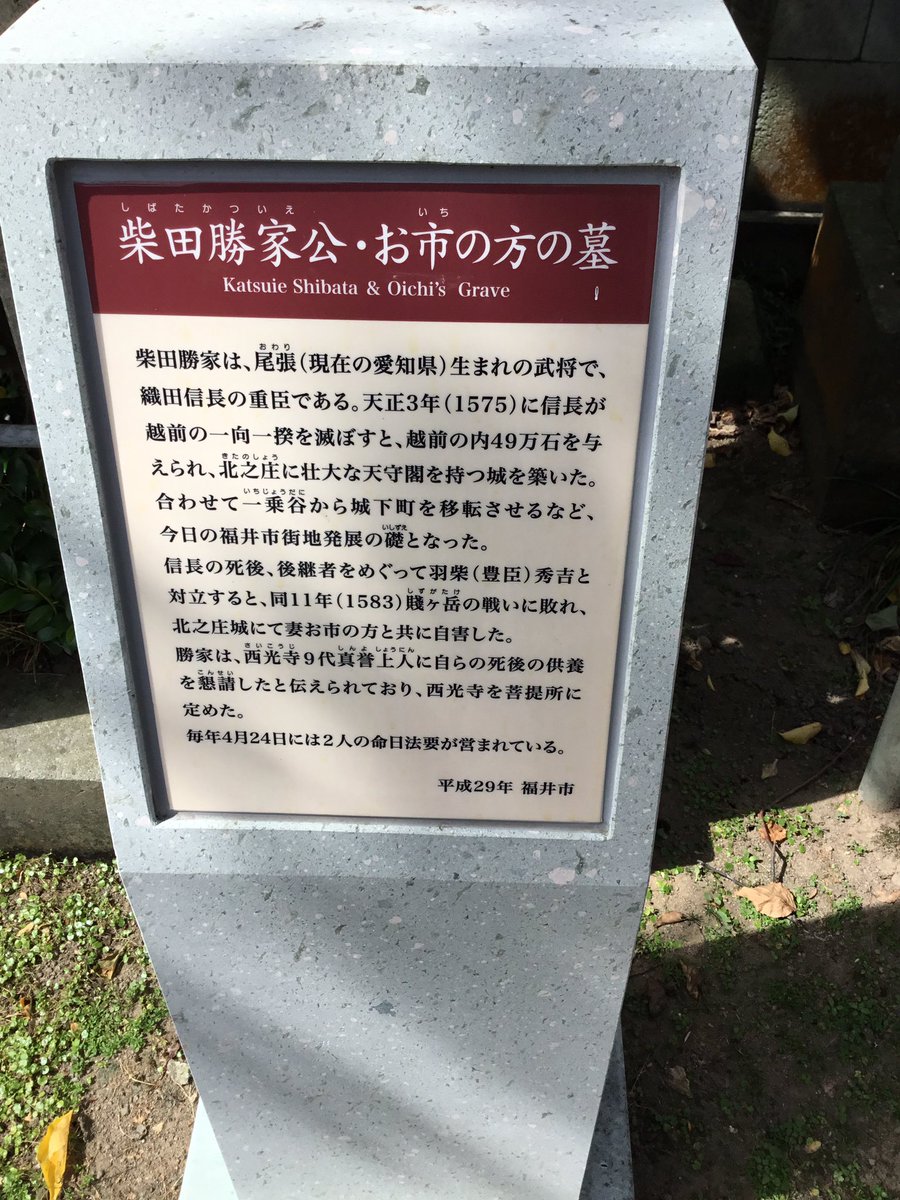 しばたかついえ いち
柴田勝家公・お市の方の墓
Katsuie Shibata & Oichi's Grave
おわり
柴田勝家は、尾張(現在の愛知県)生まれの武将で、
織田信長の重臣である。天正3年(1575)に信長が
越前の一向一揆を滅ぼすと、越前の内49万石を与
きたのしょう
えられ、北之庄に壮大な天守閣を持つ城を築いた。
いちじょうだに
合わせて一乗谷から城下町を移転させるなど、
いしずえ
今日の福井市街地発展の礎となった。
信長の死後、後継者をめぐって羽柴(豊臣)秀吉と
しずがたけ
対立すると、同11年(1583)賤ヶ岳の戦いに敗れ、
北之庄城にて妻お市の方と共に自害した。
さいこうじ しんよしょうにん
勝家は、西光寺9代真誉上人に自らの死後の供養
こんせい
を懇請したと伝えられており、西光寺を菩提所に
定めた。
毎年4月24日には2人の命日法要が営まれている。
平成29年 福井市